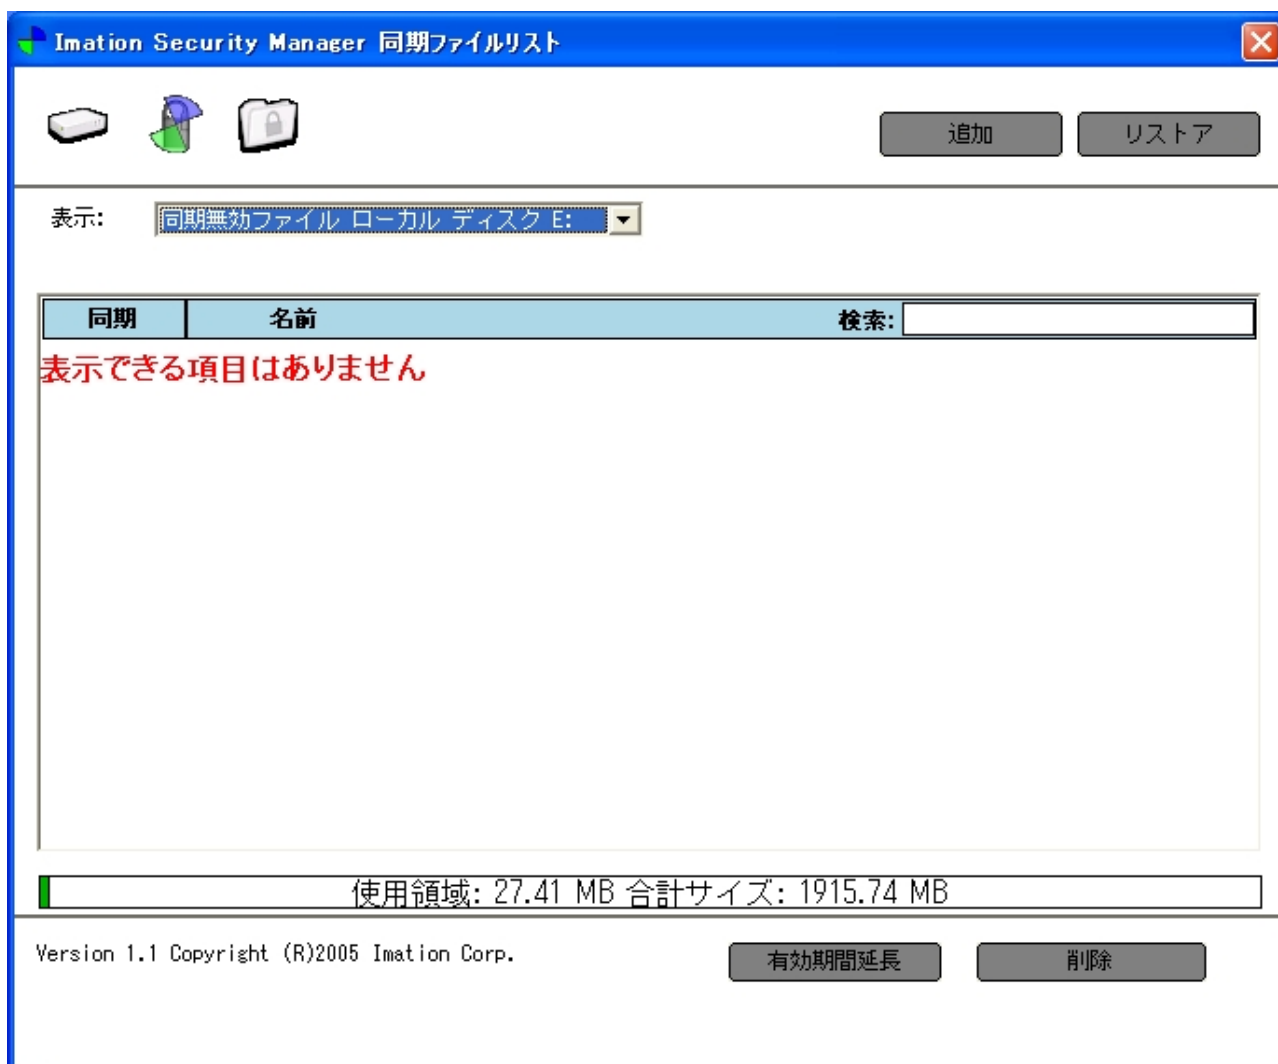 Imation Security Manager 同期ファイルリスト
追加
リストア
表示:
同期無効ファイル ローカル ディスク E:
同期
名前
検索:
表示できる項目はありません
使用領域: 27.41 MB 合計サイズ: 1915.74 MB
Version 1.1 Copyright (R)2005 Imation Corp.
有効期間延長
削除